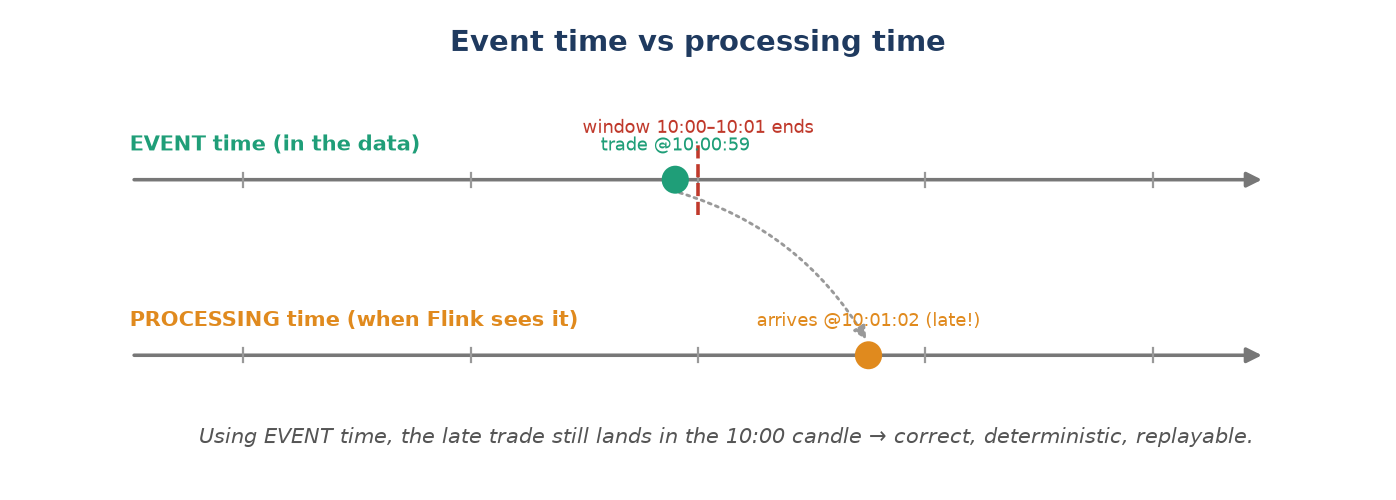 Event time vs processing time
window 10:00–10:01 ends
EVENT time (in the data)
trade @10:00:59
PROCESSING time (when Flink sees it)
arrives @10:01:02 (late!)
Using EVENT time, the late trade still lands in the 10:00 candle → correct, deterministic, replayable.